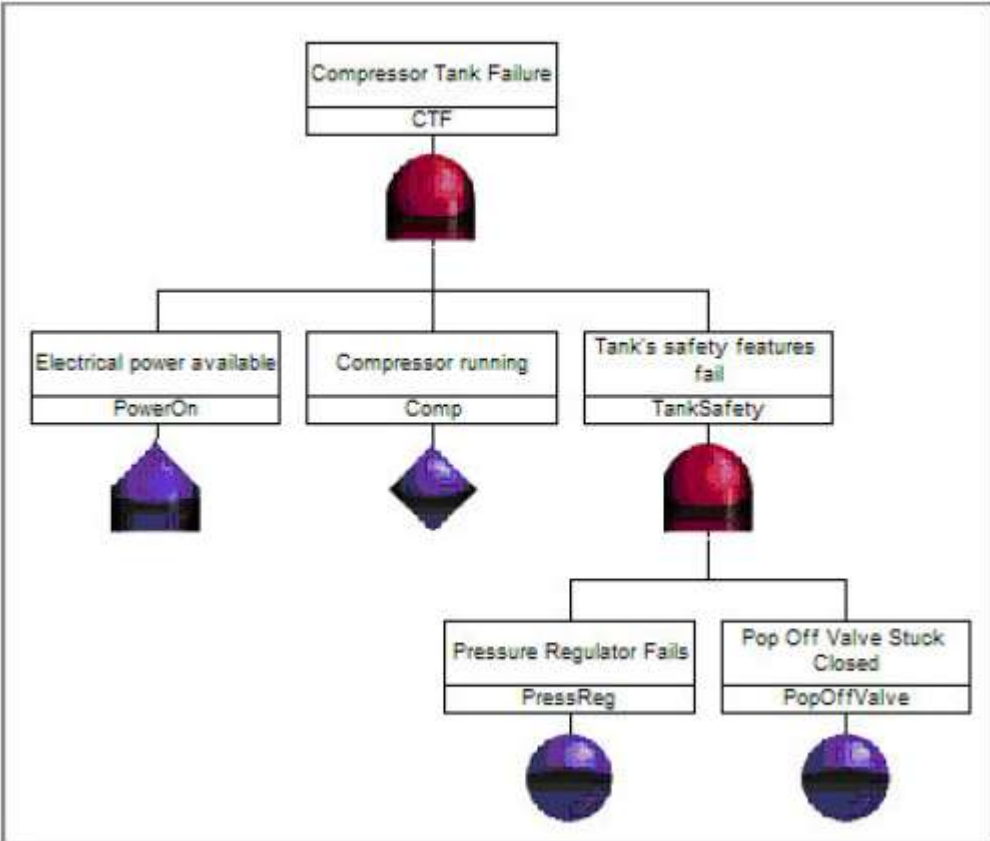 Compressor Tank Failure
CTF
Electrical power available
PowerOn
Compressor running
Comp
Tank's safety features
fail
TankSafety
Pressure Regulator Fails
PressReg
Pop Off Valve Stuck
Closed
PopOffValve